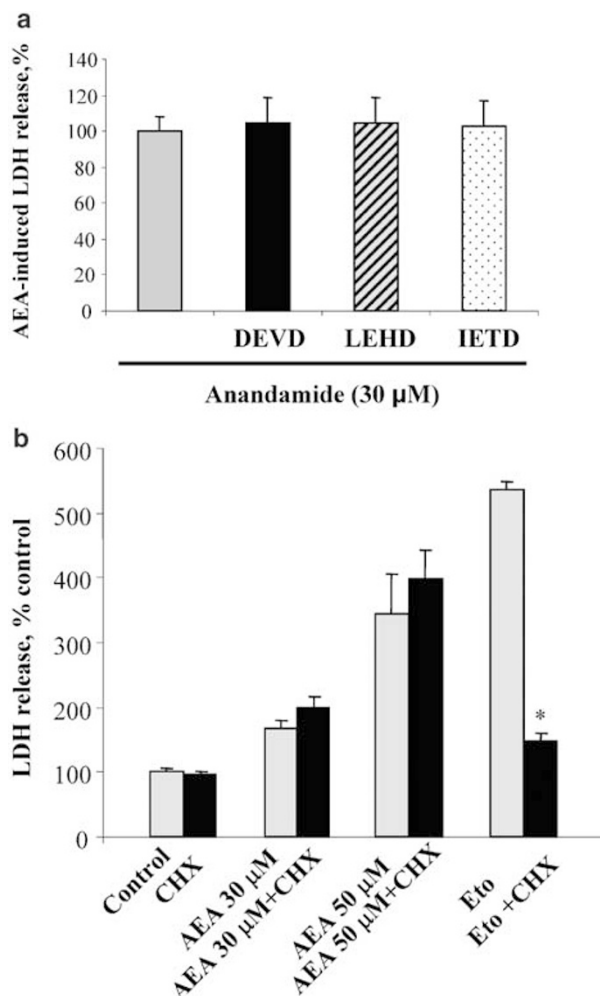 a
AEA-induced LDH release,%
140
120
100
80
60
40
20
0
DEVD LEHD IETD
Anandamide (30 μM)
b
LDH release, % control
600
500
400
300
200
100
0
*
Control
CHX
AEA 30 μM
AEA 30 μM+CHX
AEA 50 μM
AEA 50 μM+CHX
Eto
Eto +CHX